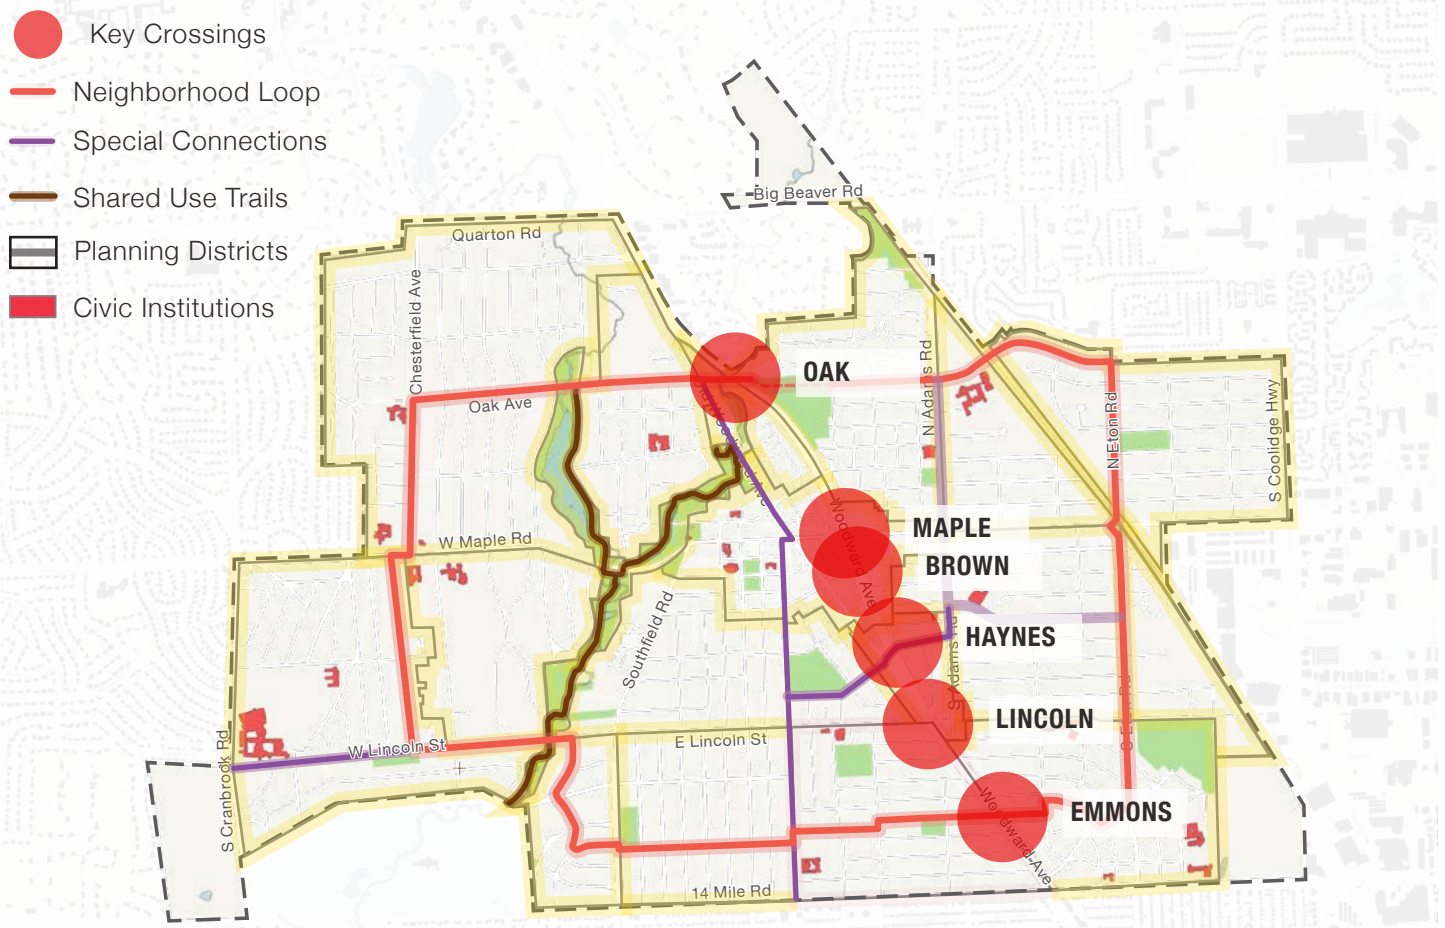 Key Crossings
Neighborhood Loop
Special Connections
Shared Use Trails
Planning Districts
Civic Institutions
Big Beaver Rd
Quarton Rd
Chesterfield Ave
OAK
N Adams Rd
Oak Ave
N Eton Rd
S Coolidge Hwy
W Maple Rd
Woodward Ave
MAPLE
BROWN
HAYNES
Southfield Rd
S Adams Rd
LINCOLN
S Cranbrook Rd
W Lincoln St
E Lincoln St
Woodward Ave
EMMONS
14 Mile Rd